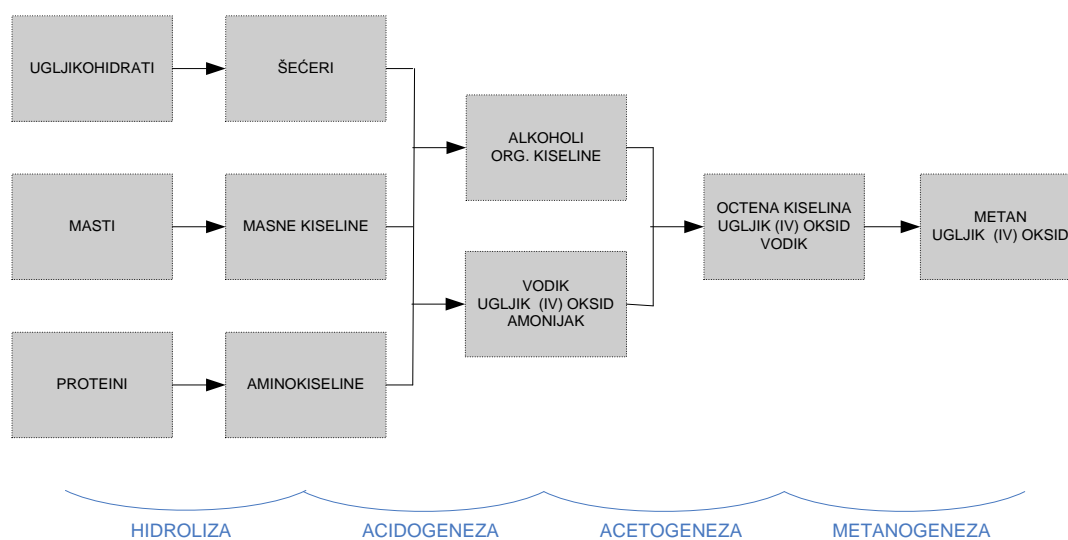 UGLJIKOHIDRATI
ŠEĆERI
ALKOHOLI
ORG. KISELINE
MASTI
MASNE KISELINE
OCTENA KISELINA
UGLJIK (IV) OKSID
VODIK
METAN
UGLJIK (IV) OKSID
VODIK
UGLJIK (IV) OKSID
AMONIJAK
PROTEINI
AMINOKISELINE
HIDROLIZA
ACIDOGENEZA
ACETOGENEZA
METANOGENEZA